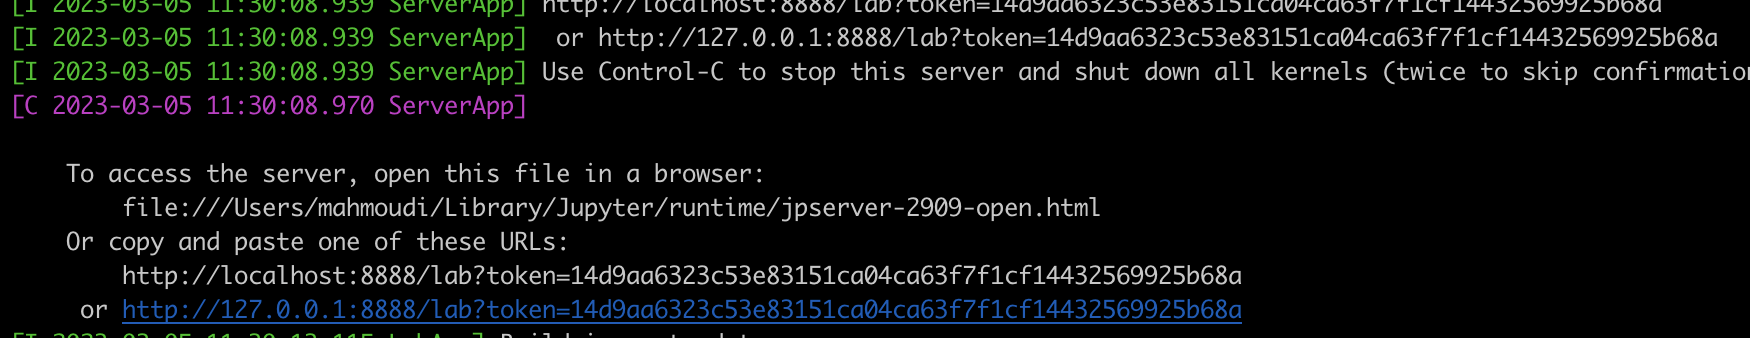 [I 2023-03-05 11:30:08.939 ServerApp] http://localhost:8888/lab?token=14d9aa6323c53e83151ca04ca63f7f1cf14432569925b68a
[I 2023-03-05 11:30:08.939 ServerApp]  or http://127.0.0.1:8888/lab?token=14d9aa6323c53e83151ca04ca63f7f1cf14432569925b68a
[I 2023-03-05 11:30:08.939 ServerApp] Use Control-C to stop this server and shut down all kernels (twice to skip confirmation
[C 2023-03-05 11:30:08.970 ServerApp]
To access the server, open this file in a browser:
file:///Users/mahmoudi/Library/Jupyter/runtime/jpserver-2909-open.html
Or copy and paste one of these URLs:
http://localhost:8888/lab?token=14d9aa6323c53e83151ca04ca63f7f1cf14432569925b68a
or http://127.0.0.1:8888/lab?token=14d9aa6323c53e83151ca04ca63f7f1cf14432569925b68a